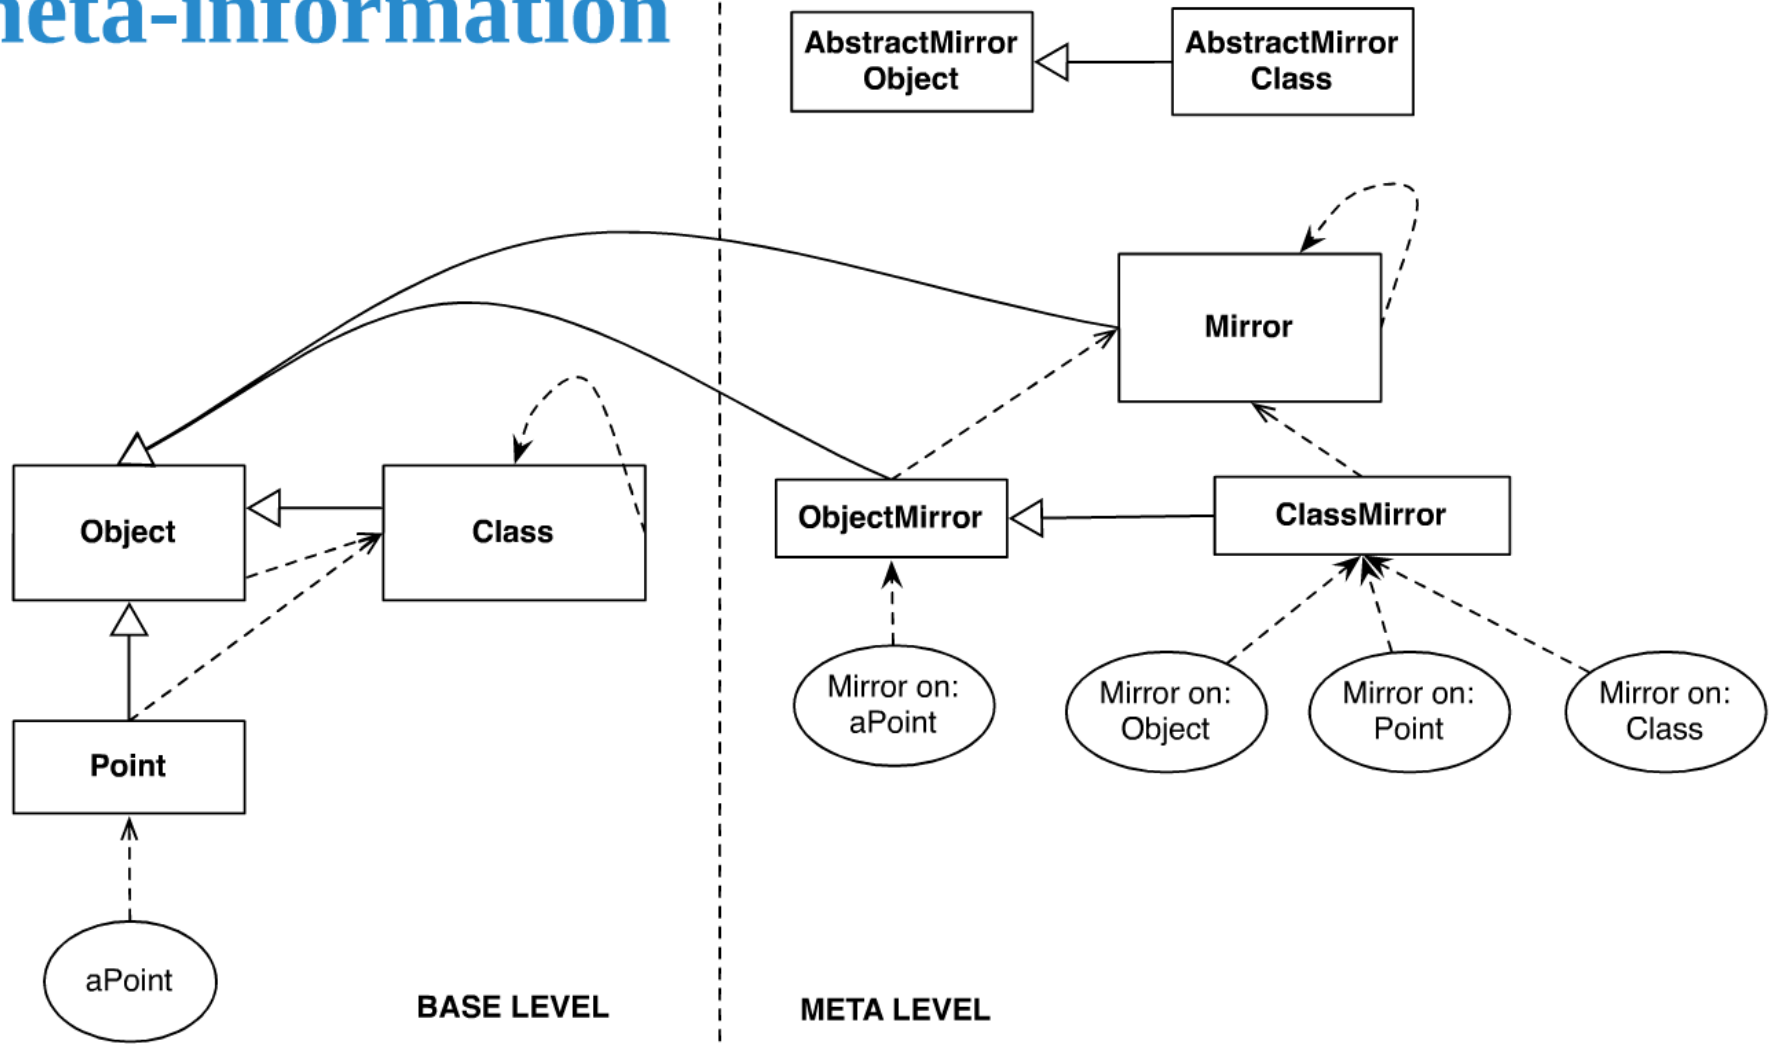 meta-information
AbstractMirror
Object
AbstractMirror
Class
Mirror
Object
Class
ObjectMirror
ClassMirror
Mirror on:
aPoint
Mirror on:
Object
Mirror on:
Point
Mirror on:
Class
Point
aPoint
BASE LEVEL
META LEVEL